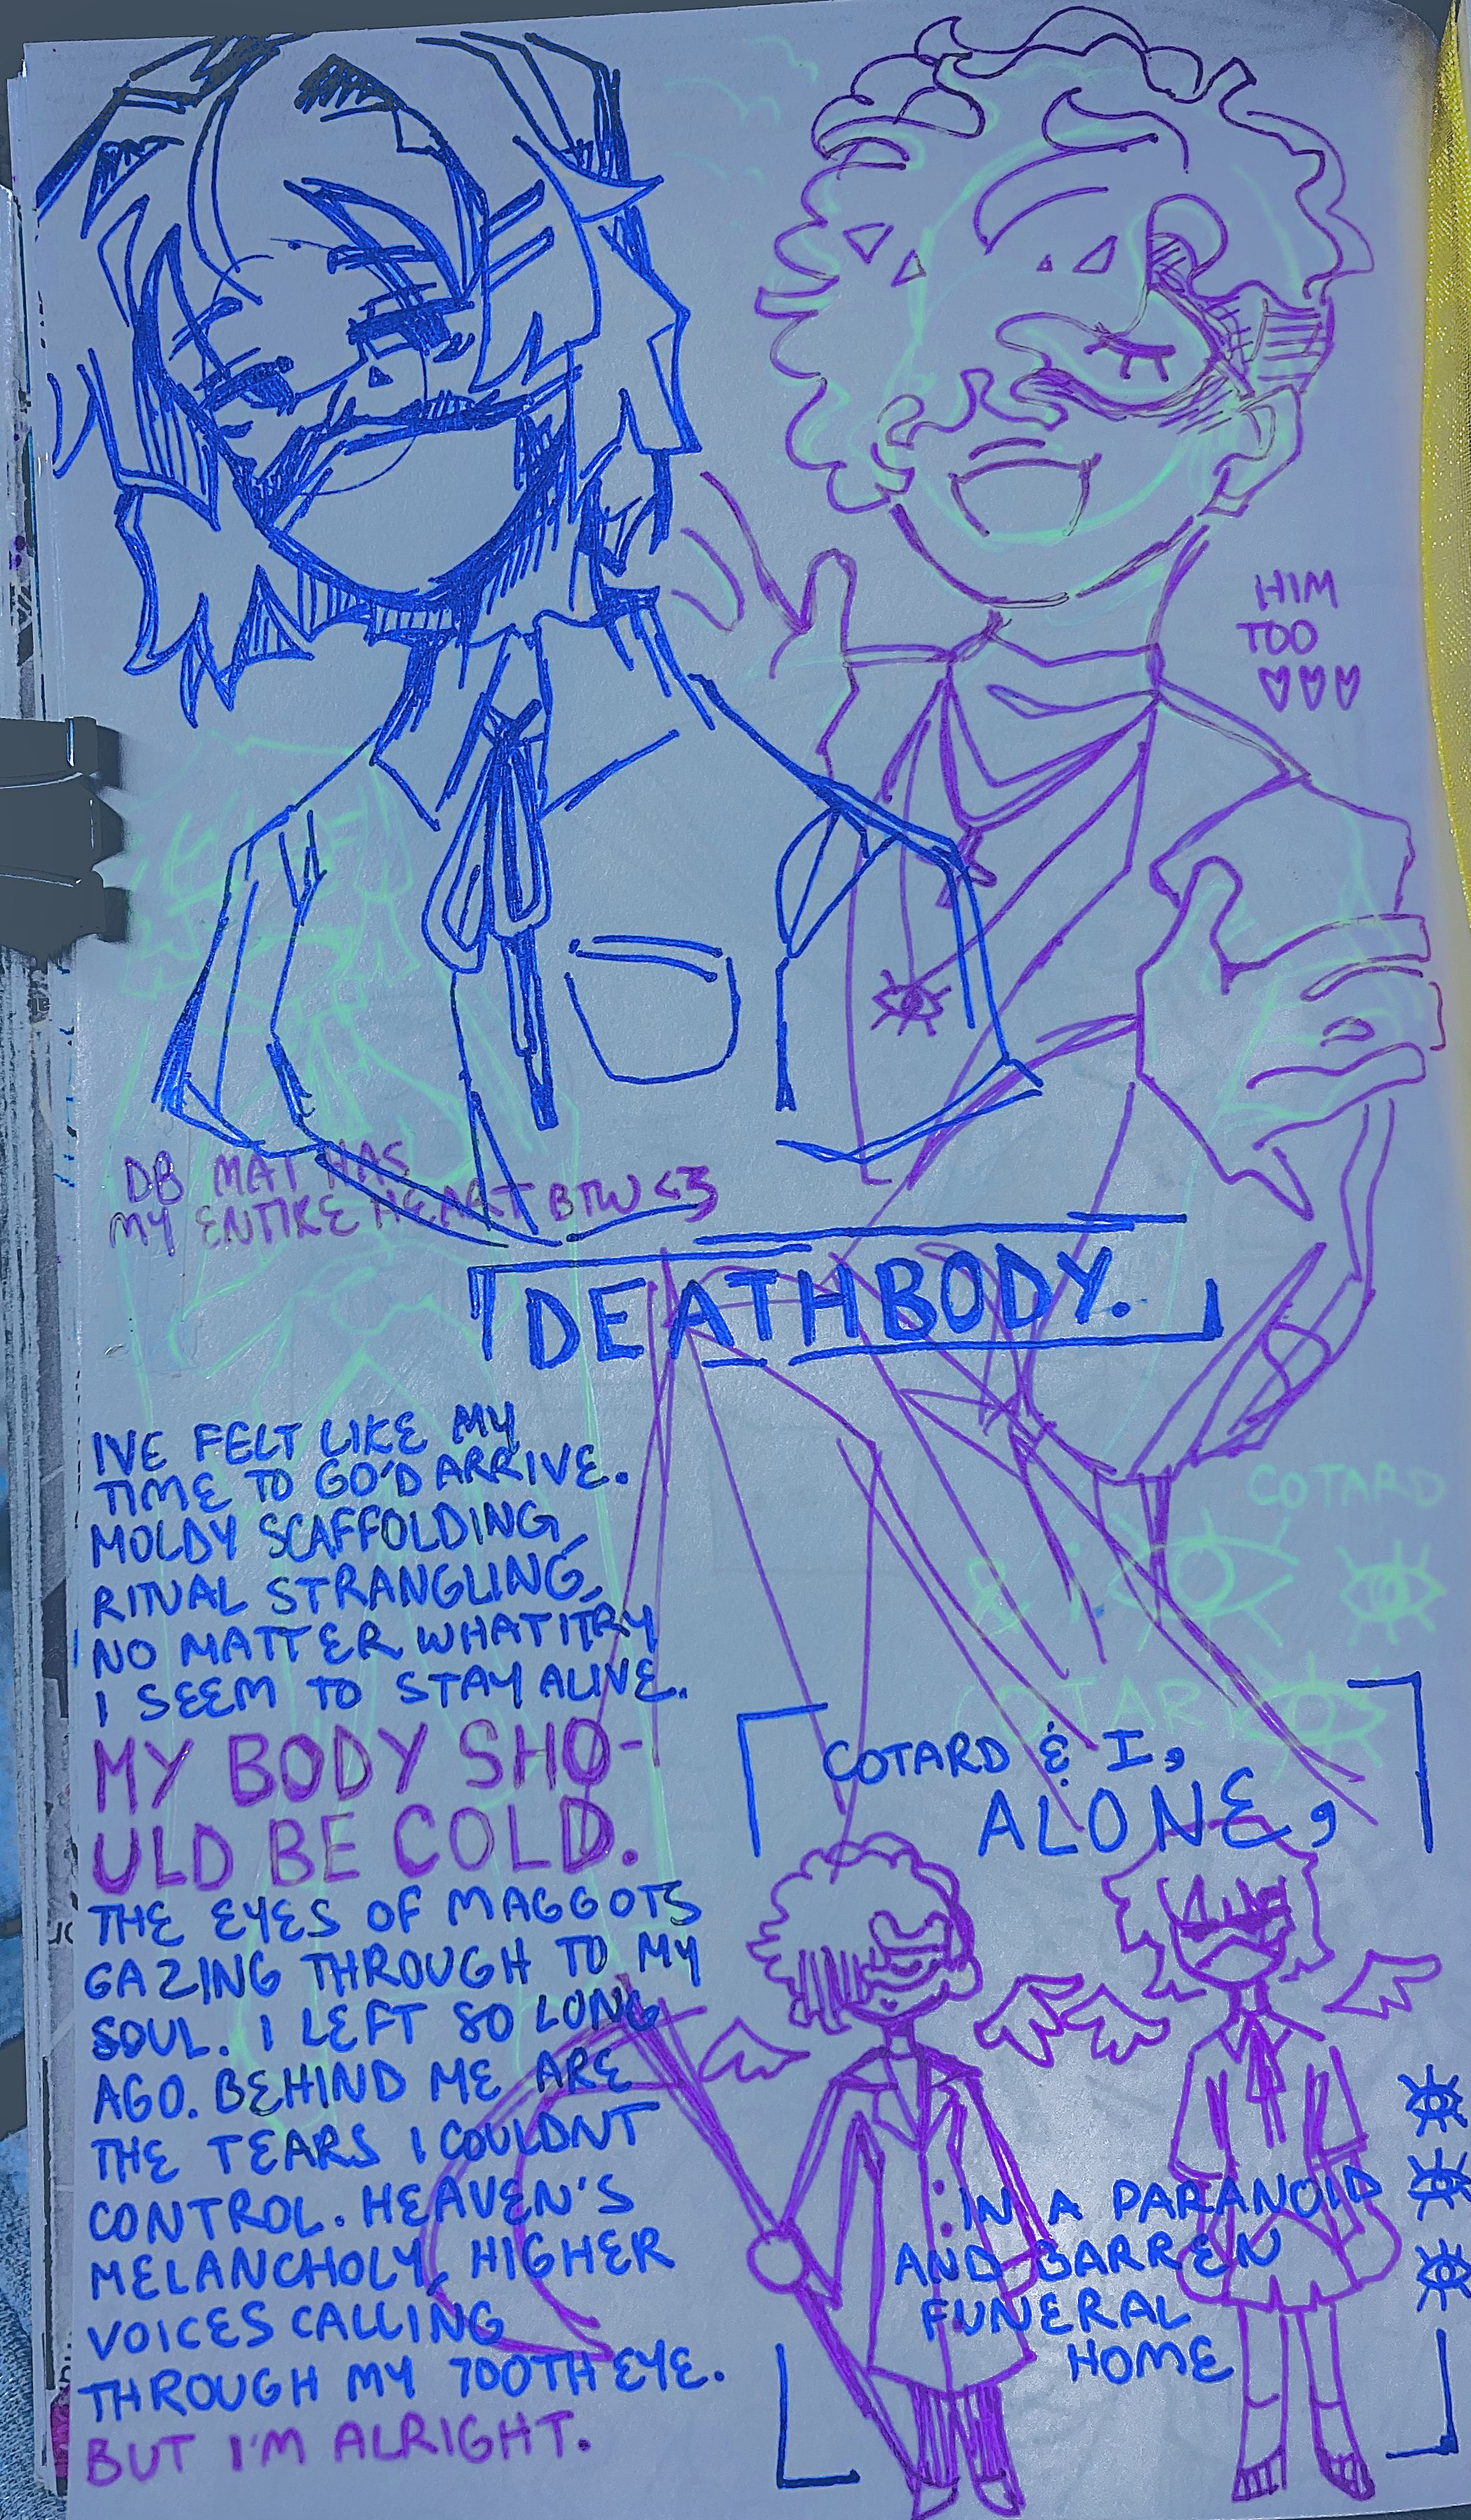 HIM
TOO
DB MAT HAS
MY ENTIRE HEART BTW <3
DEATHBODY.
IVE FELT LIKE MY
TIME TO GO'D ARRIVE.
MOLDY SCAFFOLDING,
RITUAL STRANGLING,
NO MATTER WHAT I TRY
I SEEM TO STAY ALIVE.
MY BODY SHO-
ULD BE COLD.
THE EYES OF MAGGOTS
GAZING THROUGH TO MY
SOUL. I LEFT SO LONG
AGO. BEHIND ME ARE
THE TEARS I COULDNT
CONTROL. HEAVEN'S
MELANCHOLY, HIGHER
VOICES CALLING
THROUGH MY TOOTH EYE.
BUT I'M ALRIGHT.
COTARD
&
COTARD
COTARD & I,
ALONE,
IN A PARANOID
AND BARREN
FUNERAL
HOME